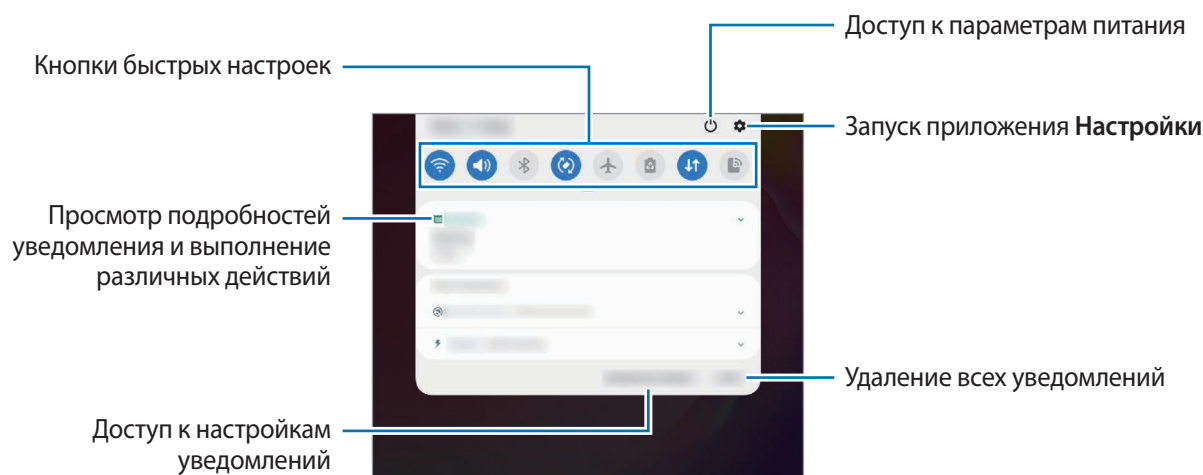 Доступ к параметрам питания
Кнопки быстрых настроек
Запуск приложения Настройки
Просмотр подробностей
уведомления и выполнение
различных действий
Удаление всех уведомлений
Доступ к настройкам
уведомлений